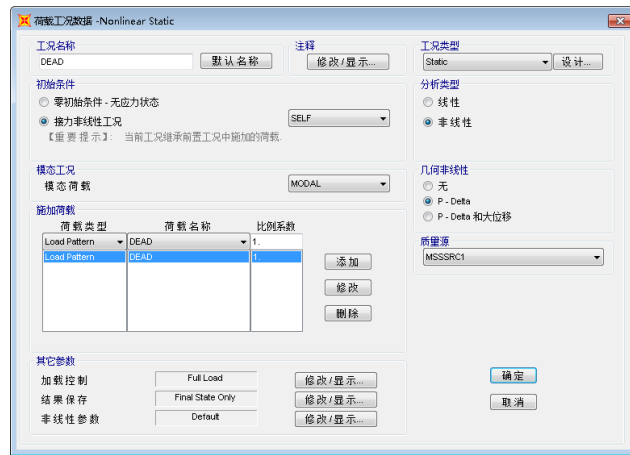 荷载工况数据 -Nonlinear Static
工况名称
DEAD
默认名称
注释
修改/显示...
工况类型
Static
设计...
初始条件
零初始条件 - 无应力状态
接力非线性工况
SELF
【重要提示】: 当前工况继承前置工况中施加的荷载.
分析类型
线性
非线性
模态工况
模态荷载
MODAL
几何非线性
无
P - Delta
P - Delta 和大位移
施加荷载
荷载类型 荷载名称 比例系数
Load Pattern DEAD 1.
Load Pattern DEAD 1.
添加
修改
删除
质量源
MSSSRC1
其它参数
加载控制 Full Load 修改/显示...
结果保存 Final State Only 修改/显示...
非线性参数 Default 修改/显示...
确定
取消